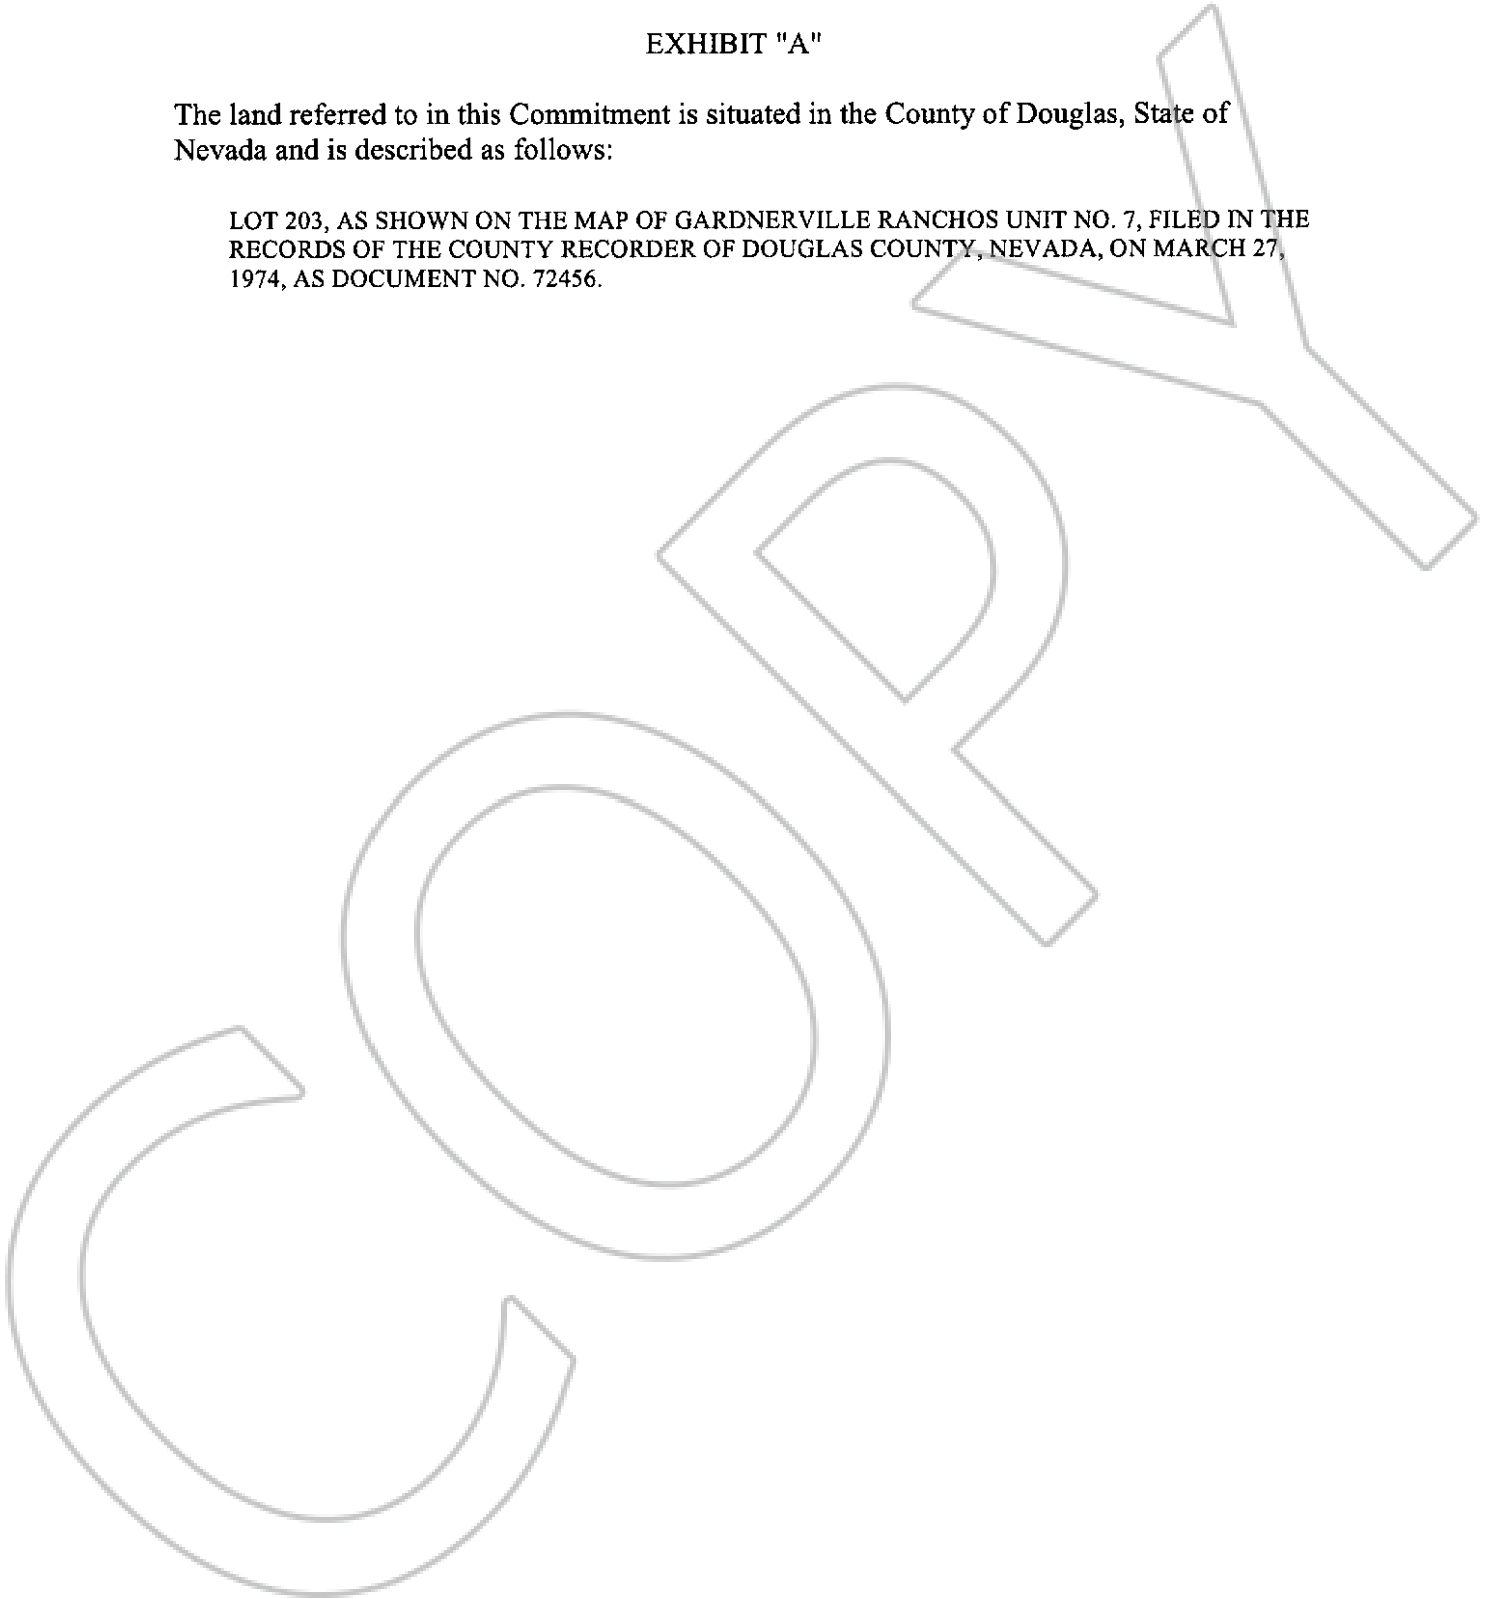 EXHIBIT "A"
The land referred to in this Commitment is situated in the County of Douglas, State of
Nevada and is described as follows:
LOT 203, AS SHOWN ON THE MAP OF GARDNERVILLE RANCHOS UNIT NO. 7, FILED IN THE
RECORDS OF THE COUNTY RECORDER OF DOUGLAS COUNTY, NEVADA, ON MARCH 27,
1974, AS DOCUMENT NO. 72456.
COPY